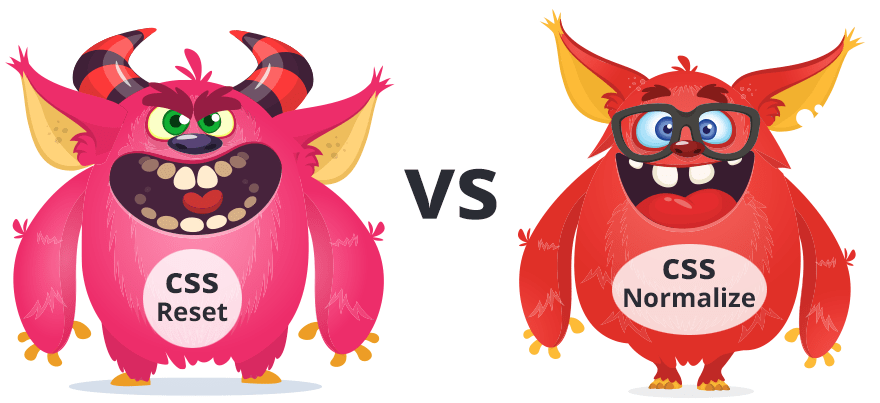 CSS
Reset
VS
CSS
Normalize